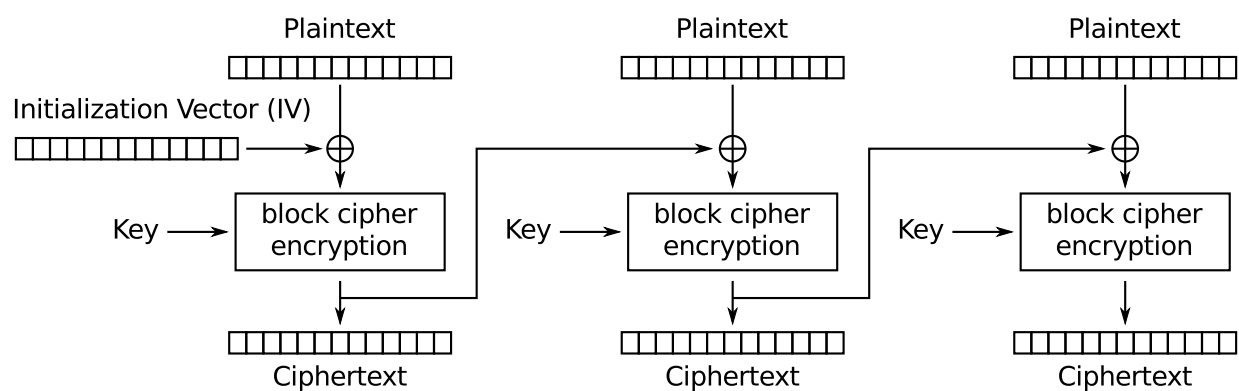 Plaintext
Plaintext
Plaintext
Initialization Vector (IV)
Key
block cipher
encryption
Key
block cipher
encryption
Key
block cipher
encryption
Ciphertext
Ciphertext
Ciphertext